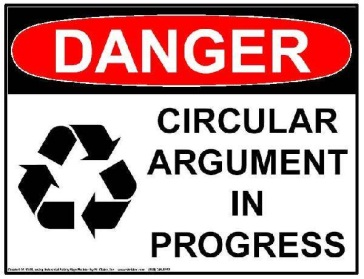 DANGER
CIRCULAR
ARGUMENT
IN
PROGRESS